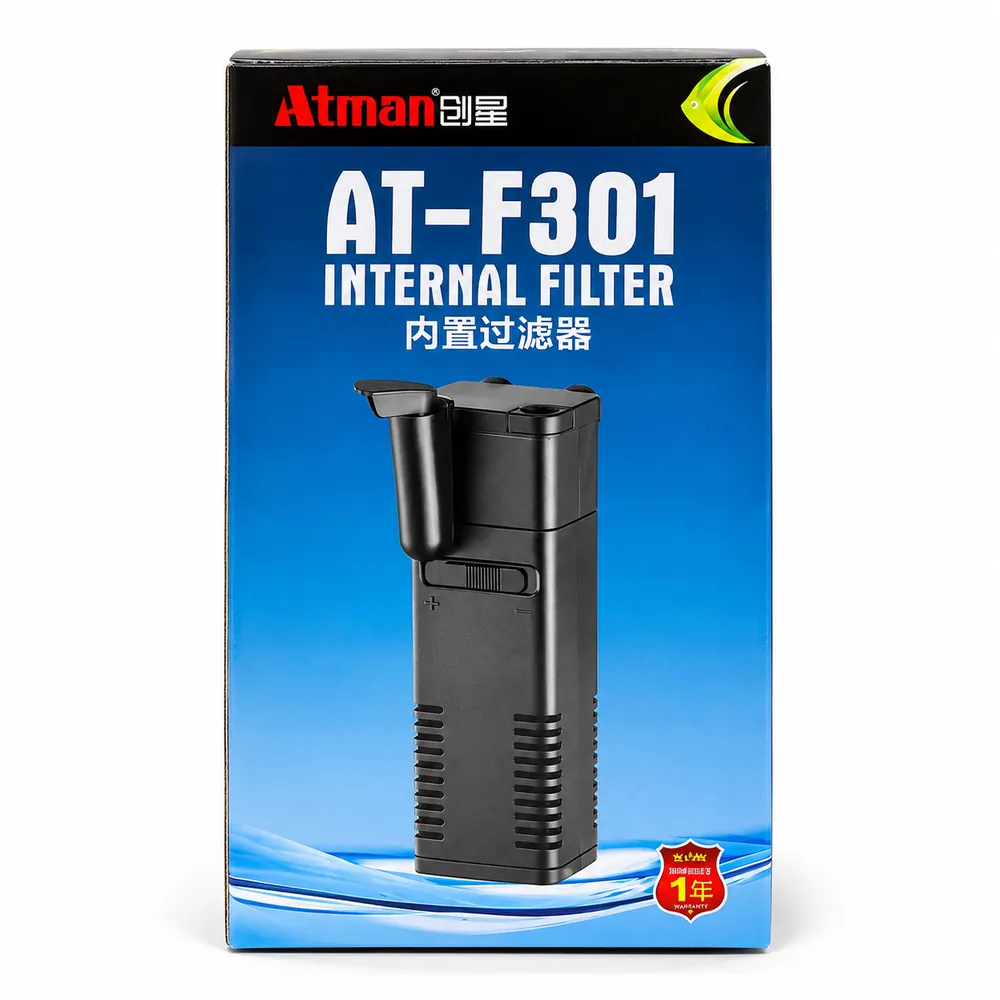 Atman® 创星
AT-F301
INTERNAL FILTER
内置过滤器
+ −
1年
WARRANTY